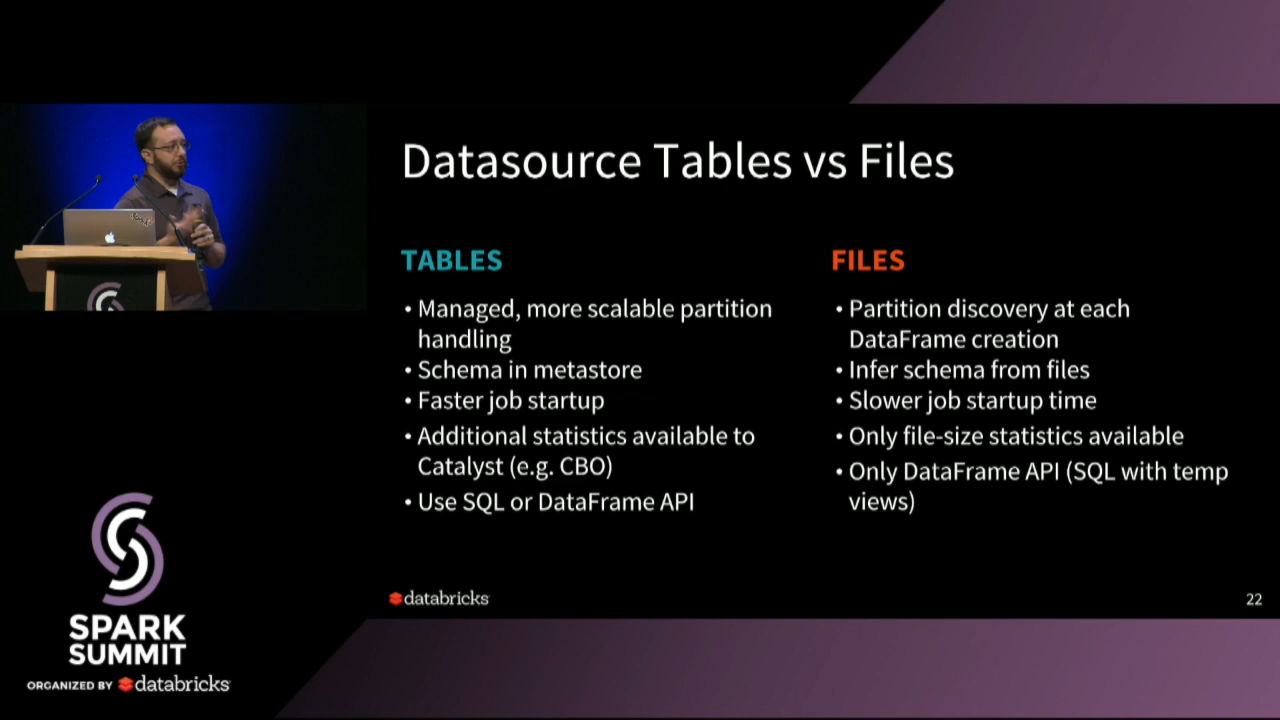 Datasource Tables vs Files
TABLES
• Managed, more scalable partition
handling
• Schema in metastore
• Faster job startup
• Additional statistics available to
Catalyst (e.g. CBO)
• Use SQL or DataFrame API
FILES
• Partition discovery at each
DataFrame creation
• Infer schema from files
• Slower job startup time
• Only file-size statistics available
• Only DataFrame API (SQL with temp
views)
databricks
22
SPARK
SUMMIT
ORGANIZED BY databricks